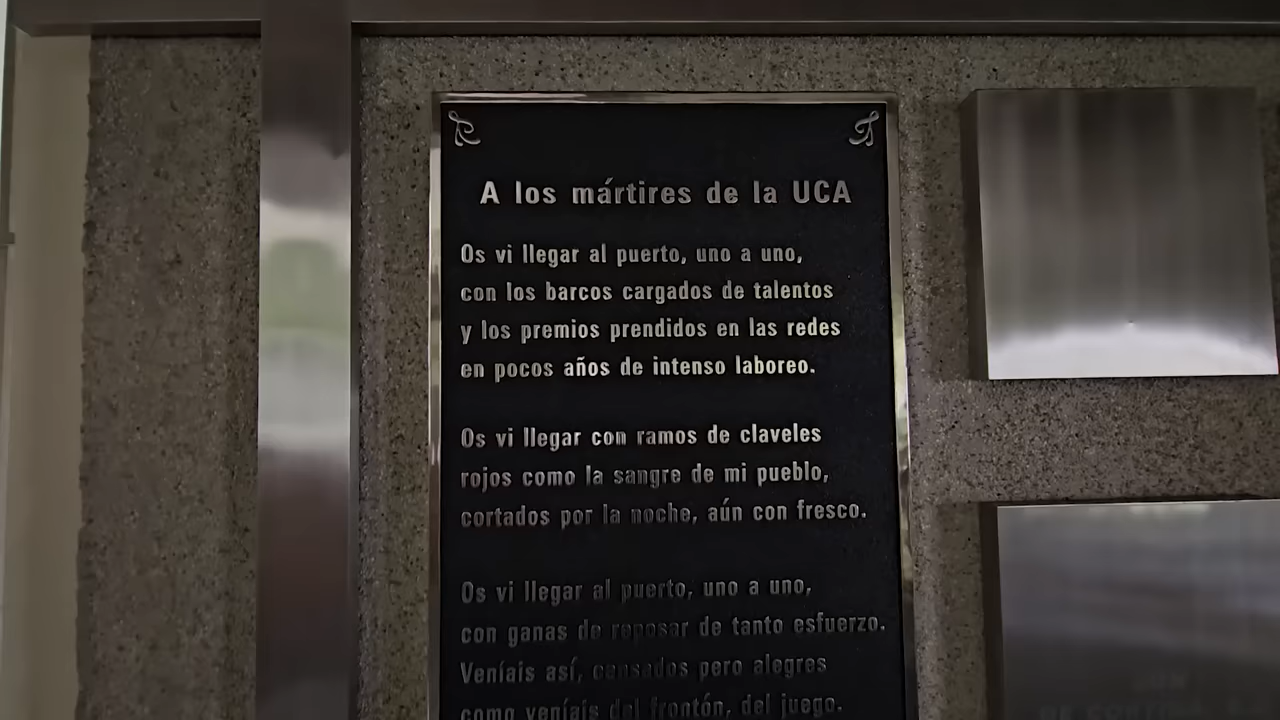 A los mártires de la UCA
Os vi llegar al puerto, uno a uno,
con los barcos cargados de talentos
y los premios prendidos en las redes
en pocos años de intenso laboreo.
Os vi llegar con ramos de claveles
rojos como la sangre de mi pueblo,
cortados por la noche, aún con fresco.
Os vi llegar al puerto, uno a uno,
con ganas de reposar de tanto esfuerzo.
Veníais así, cansados pero alegres
como veníais del frontón, del juego.